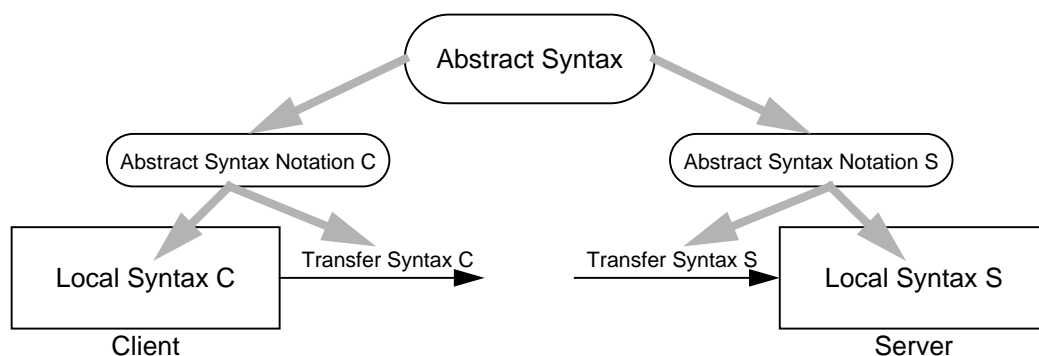 Abstract Syntax
Abstract Syntax Notation C
Abstract Syntax Notation S
Transfer Syntax C
Transfer Syntax S
Local Syntax C
Local Syntax S
Client
Server